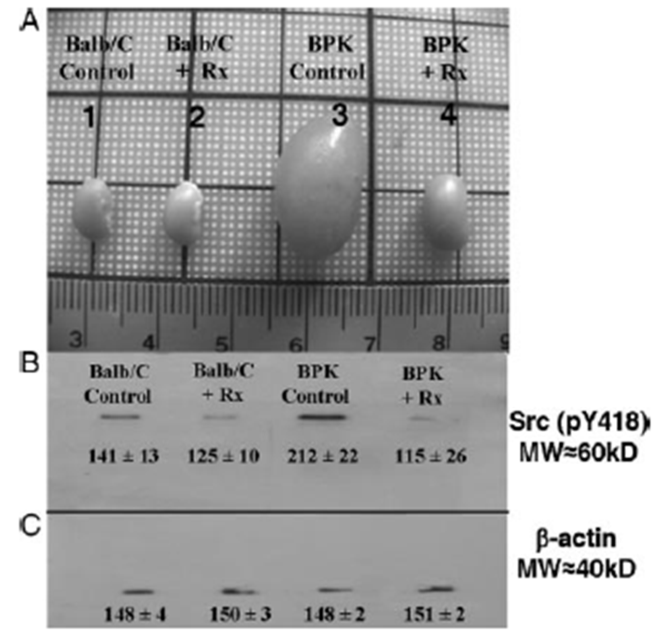 A
Balb/C Balb/C BPK BPK
Control + Rx Control + Rx
1 2 3 4
3 4 5 6 7 8 9
B
Balb/C Balb/C BPK BPK
Control + Rx Control + Rx
Src (pY418)
MW≈60kD
141 ± 13 125 ± 10 212 ± 22 115 ± 26
C
β-actin
MW≈40kD
148 ± 4 150 ± 3 148 ± 2 151 ± 2